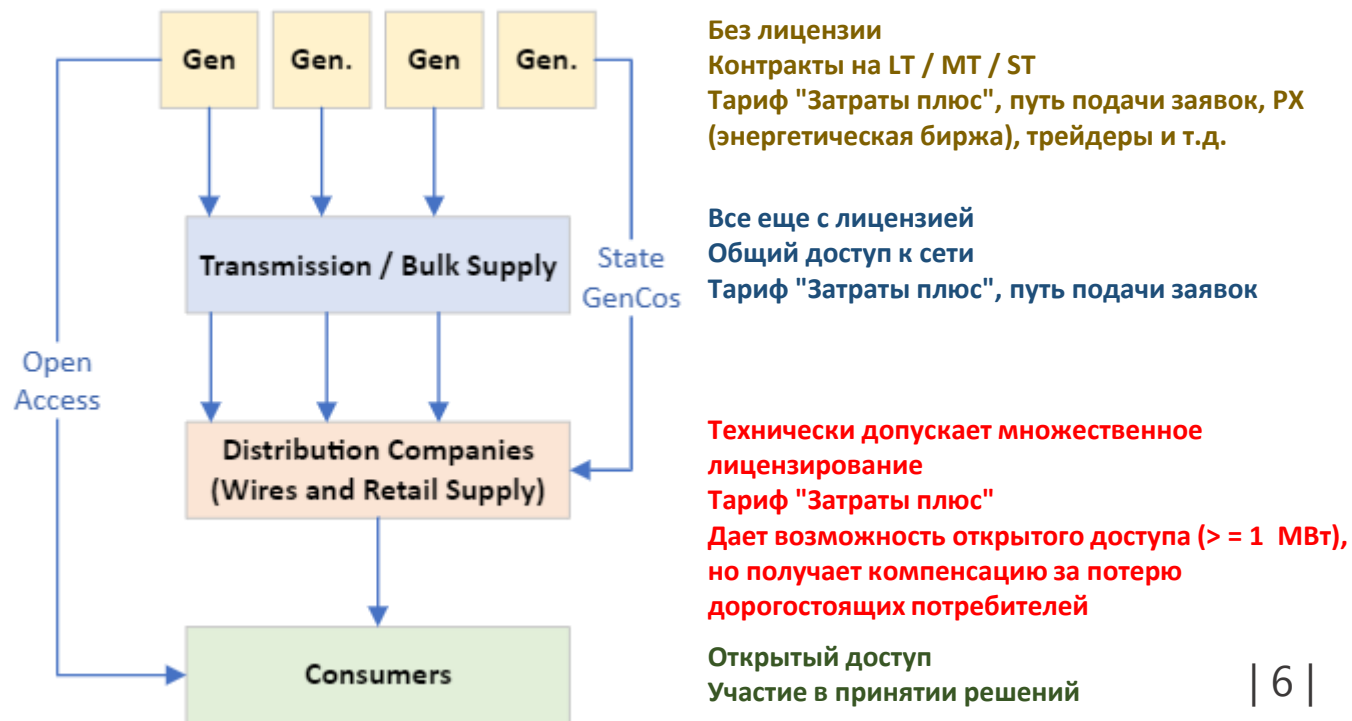 Gen
Gen.
Gen
Gen.
Transmission / Bulk Supply
State
GenCos
Open
Access
Distribution Companies
(Wires and Retail Supply)
Consumers
Без лицензии
Контракты на LT / MT / ST
Тариф "Затраты плюс", путь подачи заявок, PX
(энергетическая биржа), трейдеры и т.д.
Все еще с лицензией
Общий доступ к сети
Тариф "Затраты плюс", путь подачи заявок
Технически допускает множественное
лицензирование
Тариф "Затраты плюс"
Дает возможность открытого доступа (> = 1 МВт),
но получает компенсацию за потерю
дорогостоящих потребителей
Открытый доступ
Участие в принятии решений
| 6 |